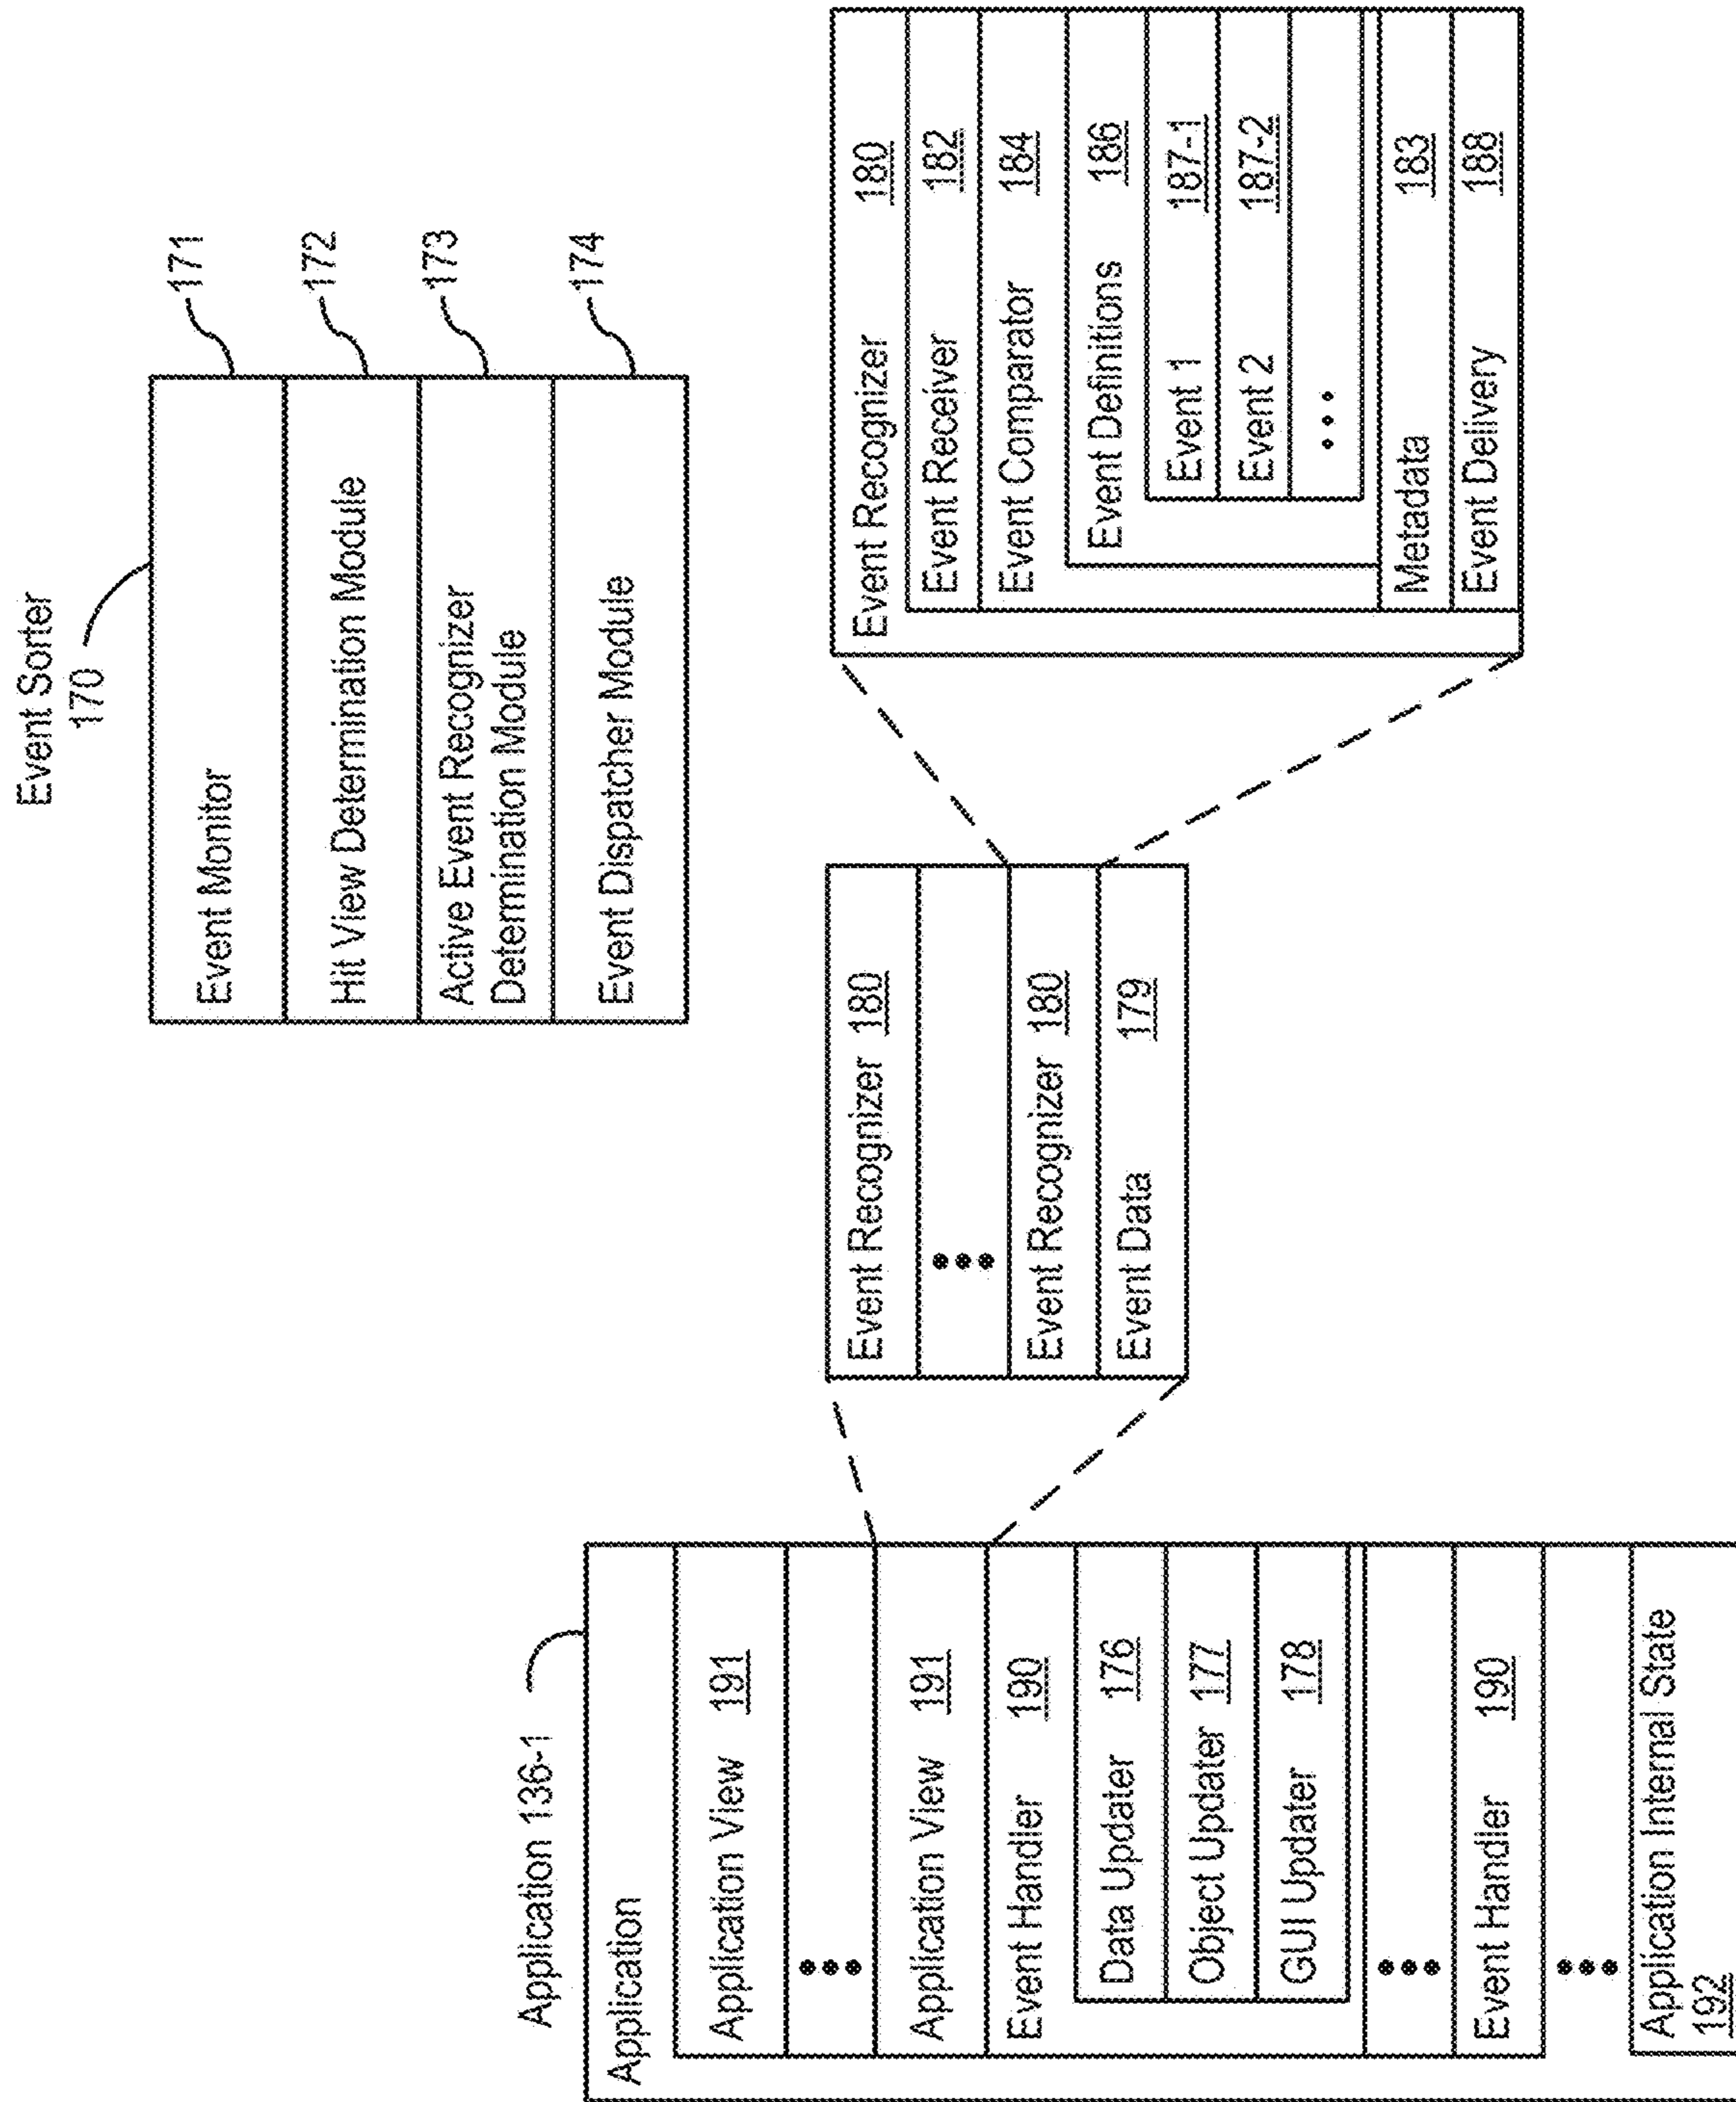 Event Sorter
170
Event Monitor
171
Hit View Determination Module
172
Active Event Recognizer
Determination Module
173
Event Dispatcher Module
174
Application 136-1
Application
Application View 191
•••
Application View 191
Event Handler 190
Data Updater 176
Object Updater 177
GUI Updater 178
•••
Event Handler 190
•••
Application Internal State
192
Event Recognizer 180
•••
Event Recognizer 180
Event Data 179
Event Recognizer 180
Event Receiver 182
Event Comparator 184
Event Definitions 186
Event 1 187-1
Event 2 187-2
•••
Metadata 183
Event Delivery 188